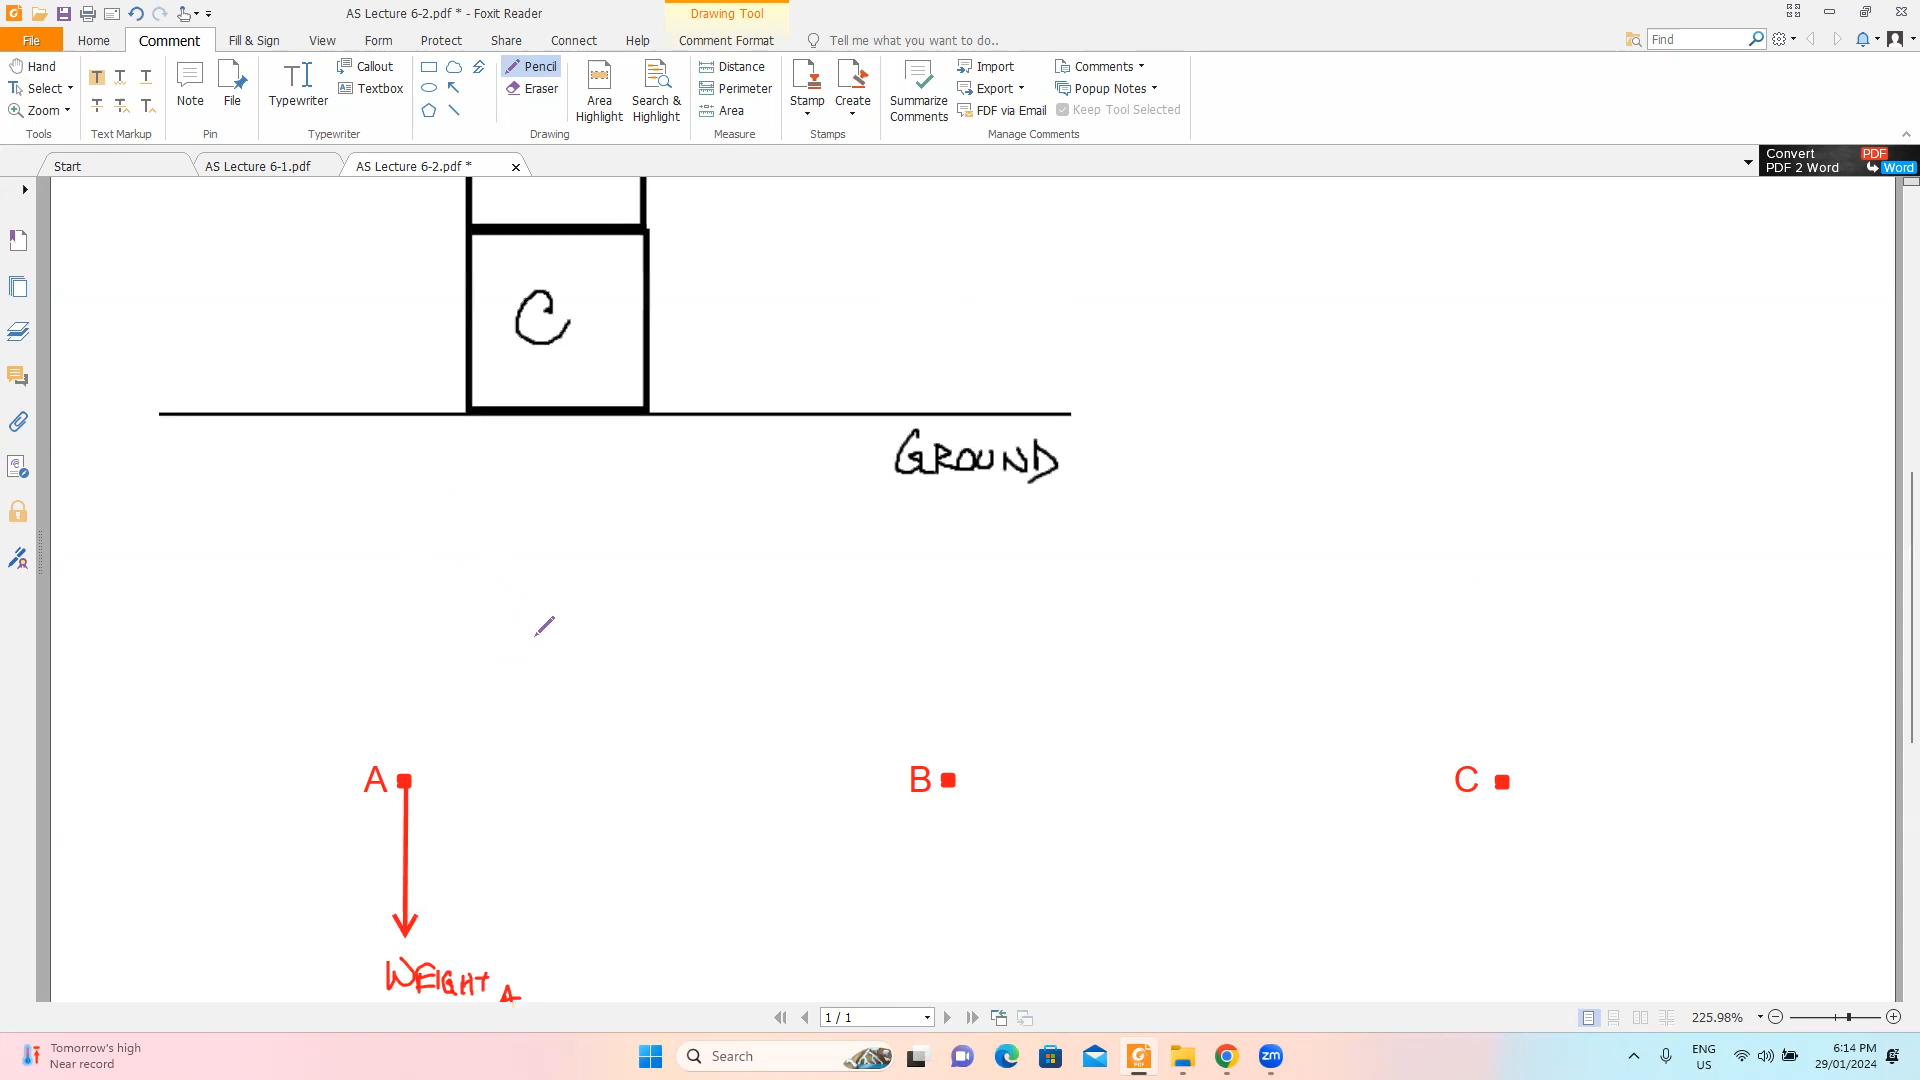 AS Lecture 6-2.pdf * - Foxit Reader
Drawing Tool
File Home Comment Fill & Sign View Form Protect Share Connect Help Comment Format Tell me what you want to do.. Find
Hand
Select
Zoom
Tools
Text Markup
Note
File
Pin
Typewriter
Callout
Textbox
Typewriter
Pencil
Eraser
Area Highlight
Search & Highlight
Drawing
Distance
Perimeter
Area
Measure
Stamp
Create
Stamps
Summarize Comments
Import
Export
FDF via Email
Comments
Popup Notes
Keep Tool Selected
Manage Comments
Start
AS Lecture 6-1.pdf
AS Lecture 6-2.pdf *
Convert PDF
PDF 2 Word Word
C
GROUND
A
B
C
WEIGHT A
1 / 1
225.98%
Tomorrow's high
Near record
Search
zm
ENG
US
6:14 PM
29/01/2024